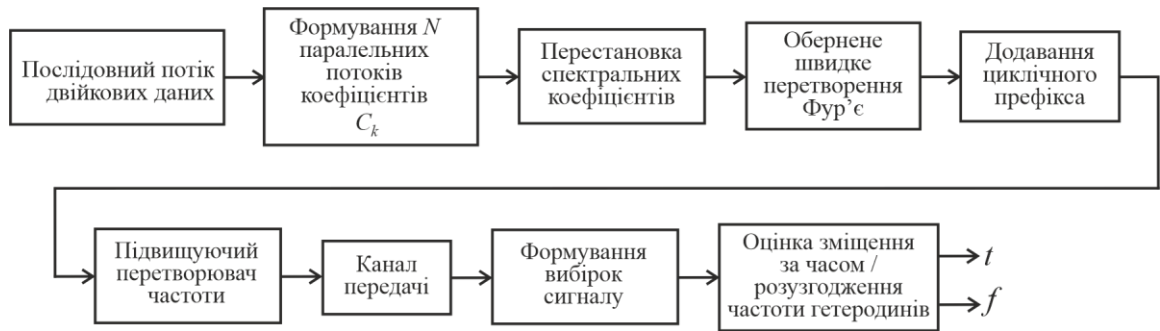 Послідовний потік
двійкових даних
Формування N
паралельних
потоків
коефіцієнтів
Cₖ
Перестановка
спектральних
коефіцієнтів
Обернене
швидке
перетворення
Фур’є
Додавання
циклічного
префікса
Підвищуючий
перетворювач
частоти
Канал
передачі
Формування
вибірок
сигналу
Оцінка зміщення
за часом /
розузгодження
частоти гетеродинів
t
f